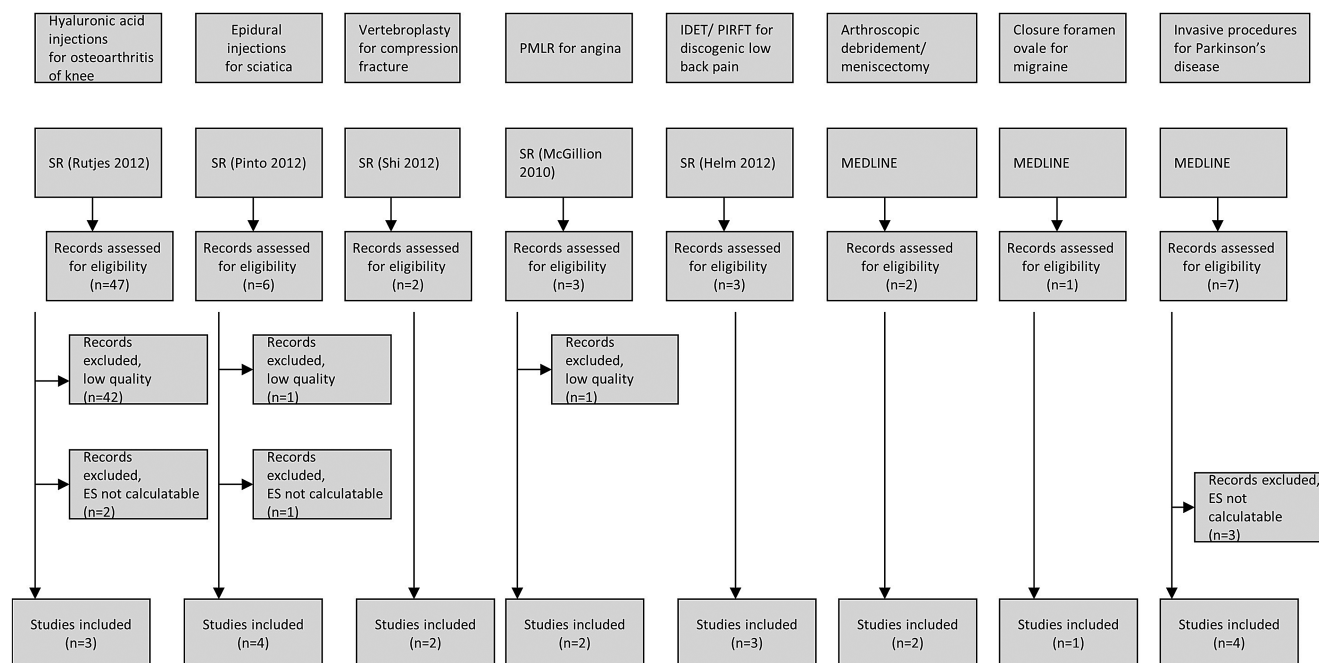 Hyaluronic acid
injections
for osteoarthritis
of knee
Epidural
injections
for sciatica
Vertebroplasty
for compression
fracture
PMLR for angina
IDET/ PIRFT for
discogenic low
back pain
Arthroscopic
debridement/
meniscectomy
Closure foramen
ovale for
migraine
Invasive procedures
for Parkinson's
disease
SR (Rutjes 2012)
SR (Pinto 2012)
SR (Shi 2012)
SR (McGillion
2010)
SR (Helm 2012)
MEDLINE
MEDLINE
MEDLINE
Records assessed
for eligibility
(n=47)
Records assessed
for eligibility
(n=6)
Records assessed
for eligibility
(n=2)
Records assessed
for eligibility
(n=3)
Records assessed
for eligibility
(n=3)
Records assessed
for eligibility
(n=2)
Records assessed
for eligibility
(n=1)
Records assessed
for eligibility
(n=7)
Records
excluded,
low quality
(n=42)
Records
excluded,
low quality
(n=1)
Records
excluded,
low quality
(n=1)
Records
excluded,
ES not calculatable
(n=2)
Records
excluded,
ES not calculatable
(n=1)
Records excluded,
ES not
calculatable
(n=3)
Studies included
(n=3)
Studies included
(n=4)
Studies included
(n=2)
Studies included
(n=2)
Studies included
(n=3)
Studies included
(n=2)
Studies included
(n=1)
Studies included
(n=4)